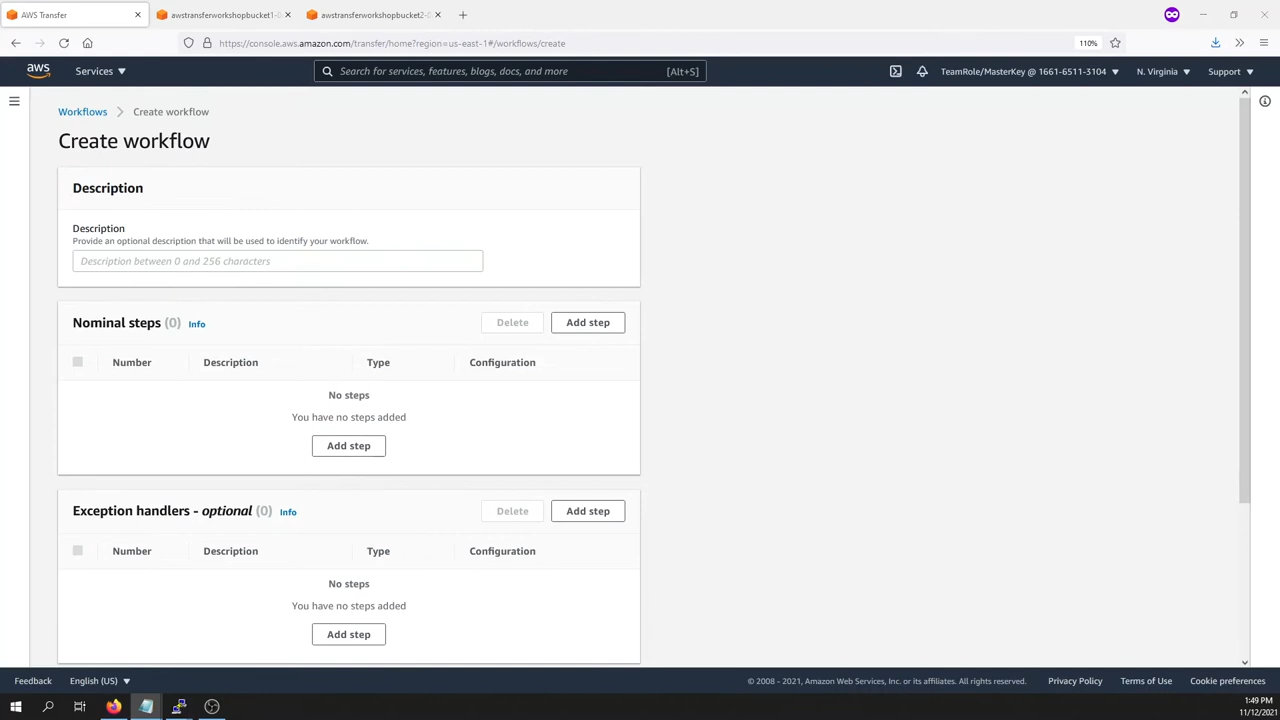 AWS Transfer
awstransferworkshopbucket1-
awstransferworkshopbucket2-
https://console.aws.amazon.com/transfer/home?region=us-east-1#/workflows/create
110%
aws
Services
Search for services, features, blogs, docs, and more
[Alt+S]
TeamRole/MasterKey @ 1661-6511-3104
N. Virginia
Support
Workflows
Create workflow
Create workflow
Description
Description
Provide an optional description that will be used to identify your workflow.
Description between 0 and 256 characters
Nominal steps (0) Info
Delete
Add step
Number
Description
Type
Configuration
No steps
You have no steps added
Add step
Exception handlers - optional (0) Info
Delete
Add step
Number
Description
Type
Configuration
No steps
You have no steps added
Add step
Feedback
English (US)
© 2008 - 2021, Amazon Web Services, Inc. or its affiliates. All rights reserved.
Privacy Policy
Terms of Use
Cookie preferences
1:49 PM
11/12/2021